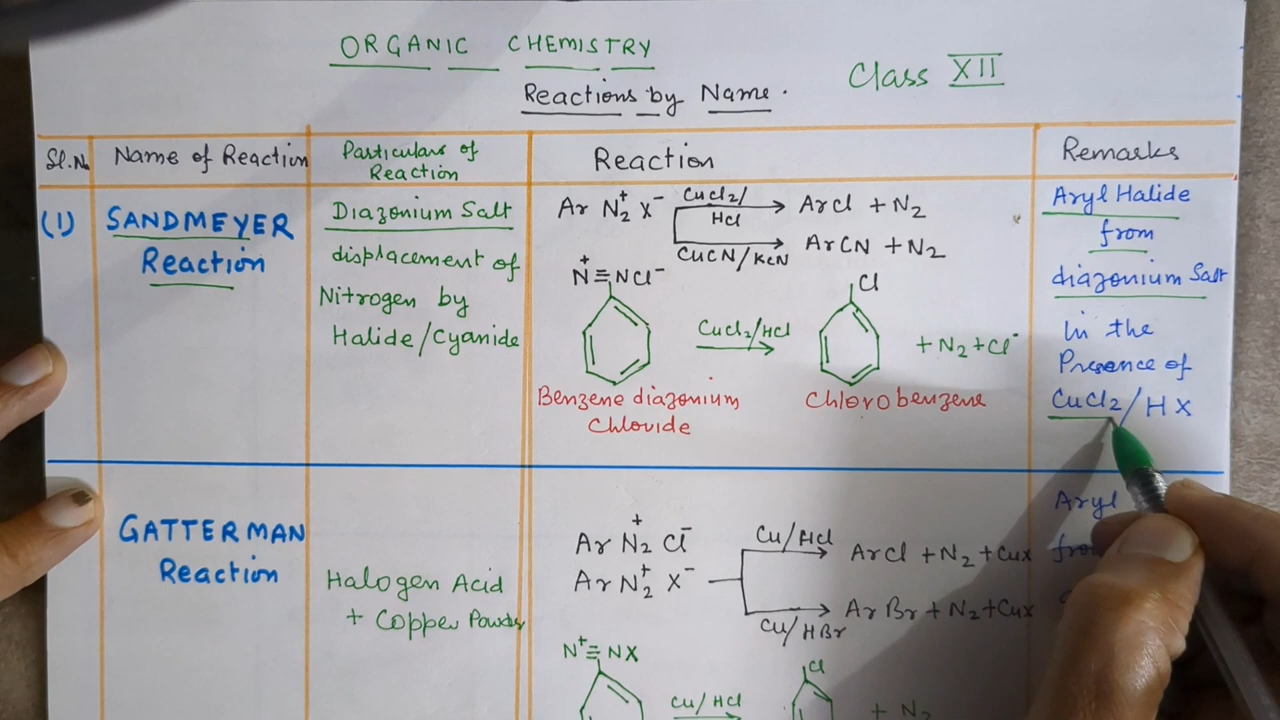 ORGANIC CHEMISTRY
Reactions by Name.
Class XII
Sl.No
Name of Reaction
Particulars of
Reaction
Reaction
Remarks
(1)
SANDMEYER
Reaction
Diazonium Salt
displacement of
Nitrogen by
Halide/Cyanide
Ar N₂⁺ X⁻
CuCl₂/
HCl
ArCl + N₂
CuCN/KCN
ArCN + N₂
N⁺≡NCl⁻
CuCl₂/HCl
Cl
+ N₂ + Cl⁻
Benzene diazonium
Chloride
Chlorobenzene
Aryl Halide
from
diazonium Salt
In the
Presence of
CuCl₂/HX
GATTERMAN
Reaction
Halogen Acid
+ Copper Powder
Ar N₂⁺ Cl⁻
Ar N₂⁺ X⁻
Cu/HCl
ArCl + N₂ + Cux
Cu/HBr
ArBr + N₂ + Cux
N⁺≡NX
Cu/HCl
Cl
+ N₂
Aryl